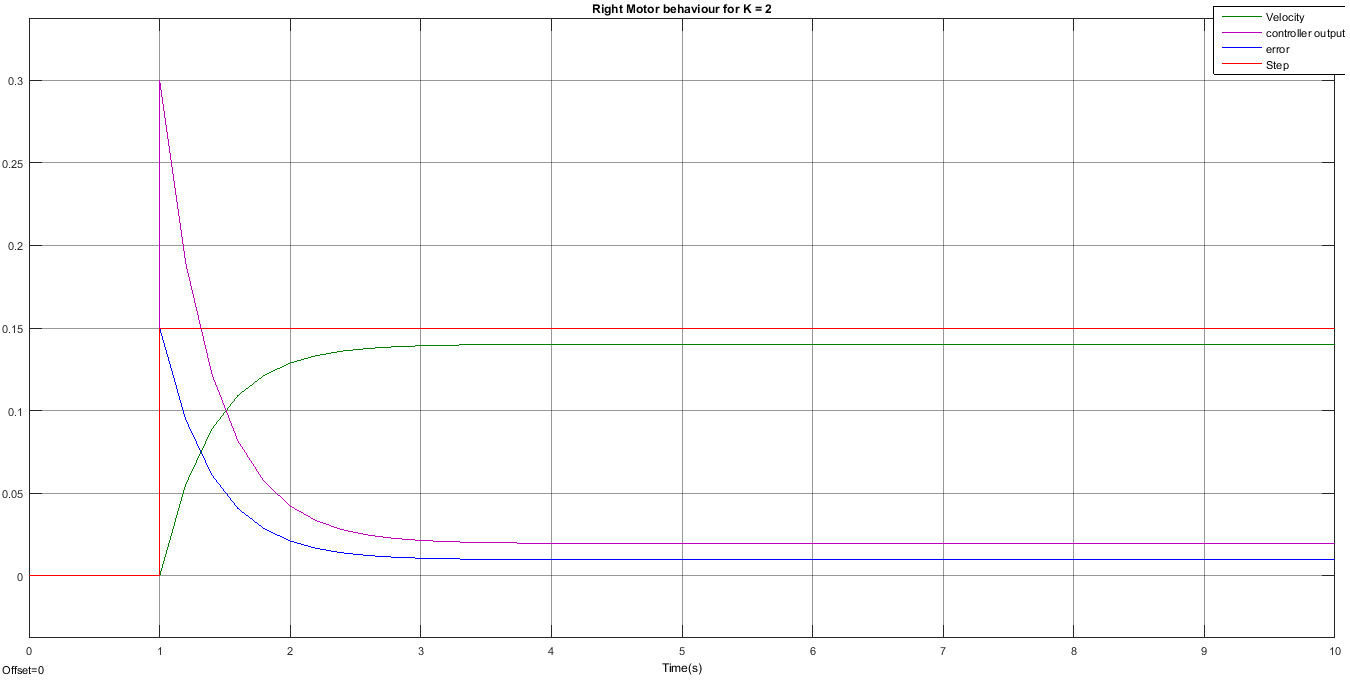 Right Motor behaviour for K = 2
Velocity
controller output
error
Step
0.3
0.25
0.2
0.15
0.1
0.05
0
0 1 2 3 4 5 6 7 8 9 10
Time(s)
Offset=0